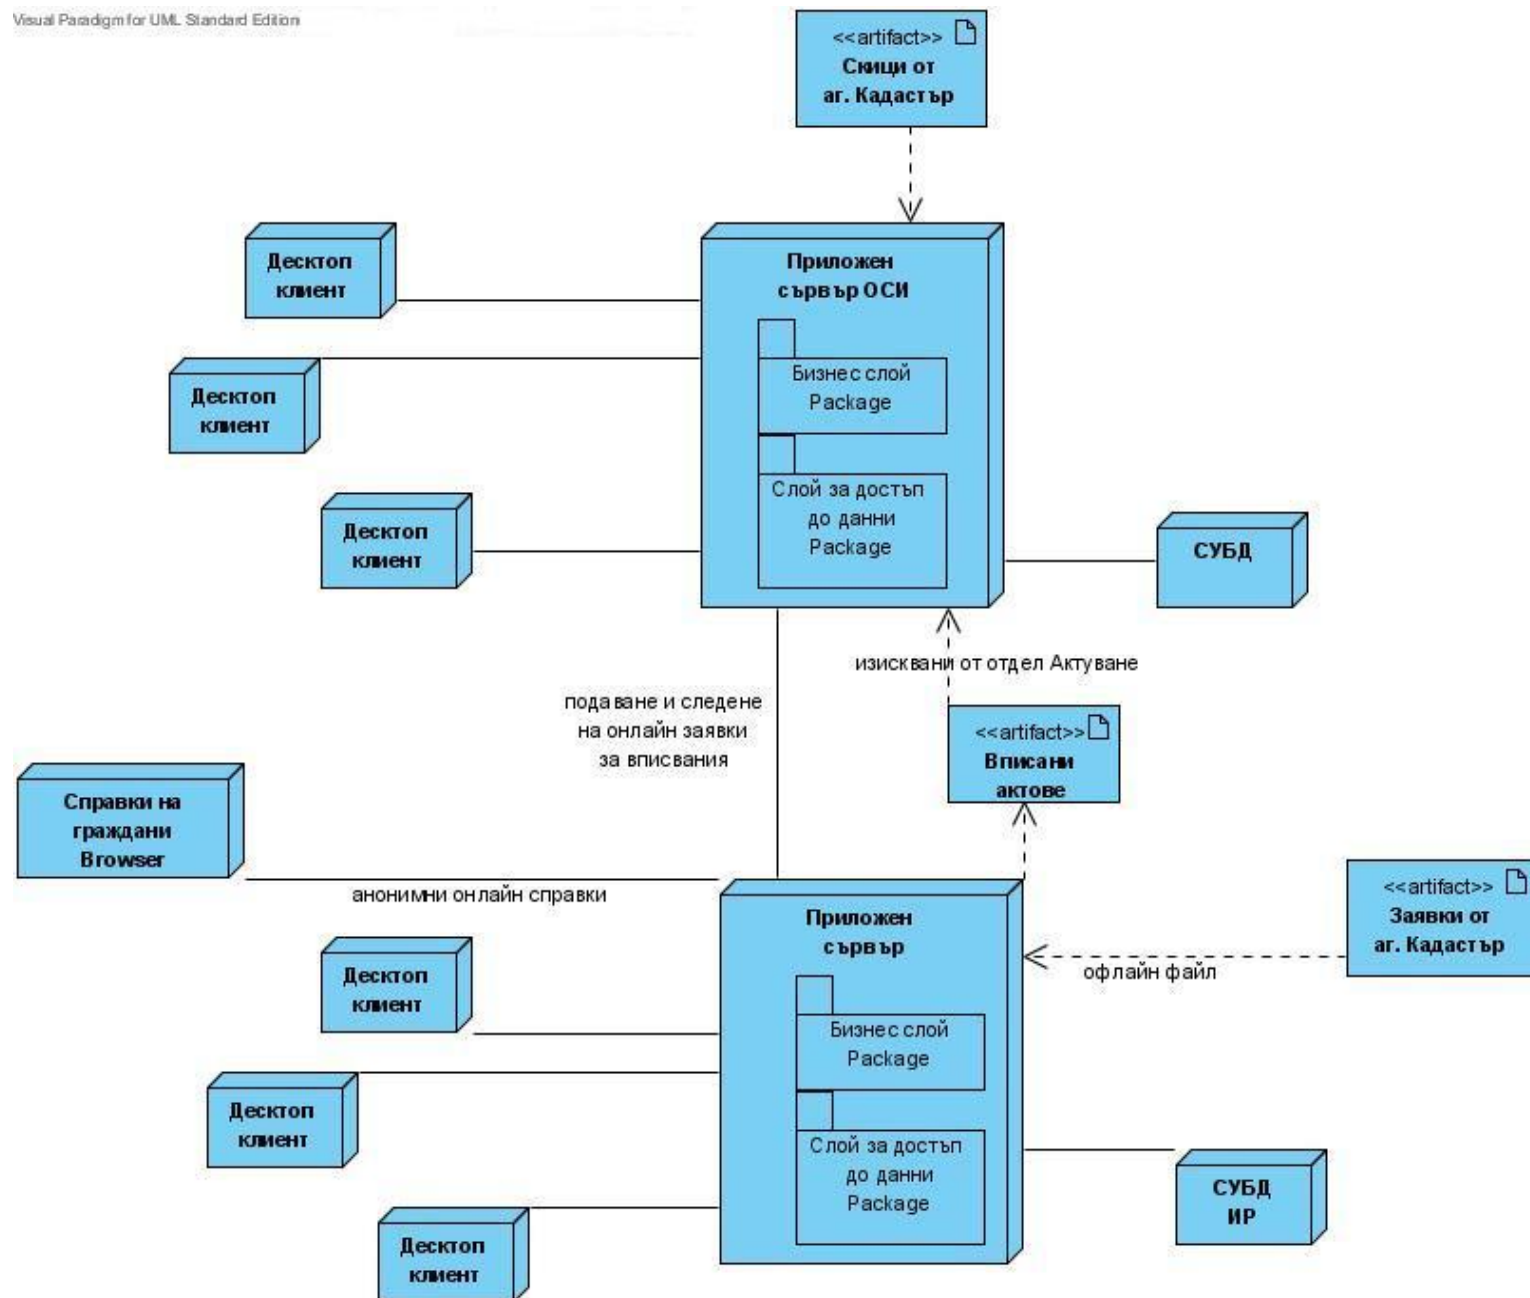 Visual Paradigm for UML Standard Edition
<<artifact>>
Скици от
аг. Кадастър
Десктоп
клиент
Приложен
сървър ОСИ
Бизнес слой
Package
Десктоп
клиент
Слой за достъп
до данни
Package
Десктоп
клиент
СУБД
изисквани от отдел Актуване
подаване и следене
на онлайн заявки
за вписвания
<<artifact>>
Вписани
актове
Справки на
граждани
Browser
анонимни онлайн справки
<<artifact>>
Заявки от
аг. Кадастър
офлайн файл
Приложен
сървър
Десктоп
клиент
Бизнес слой
Package
Десктоп
клиент
Слой за достъп
до данни
Package
СУБД
ИР
Десктоп
клиент